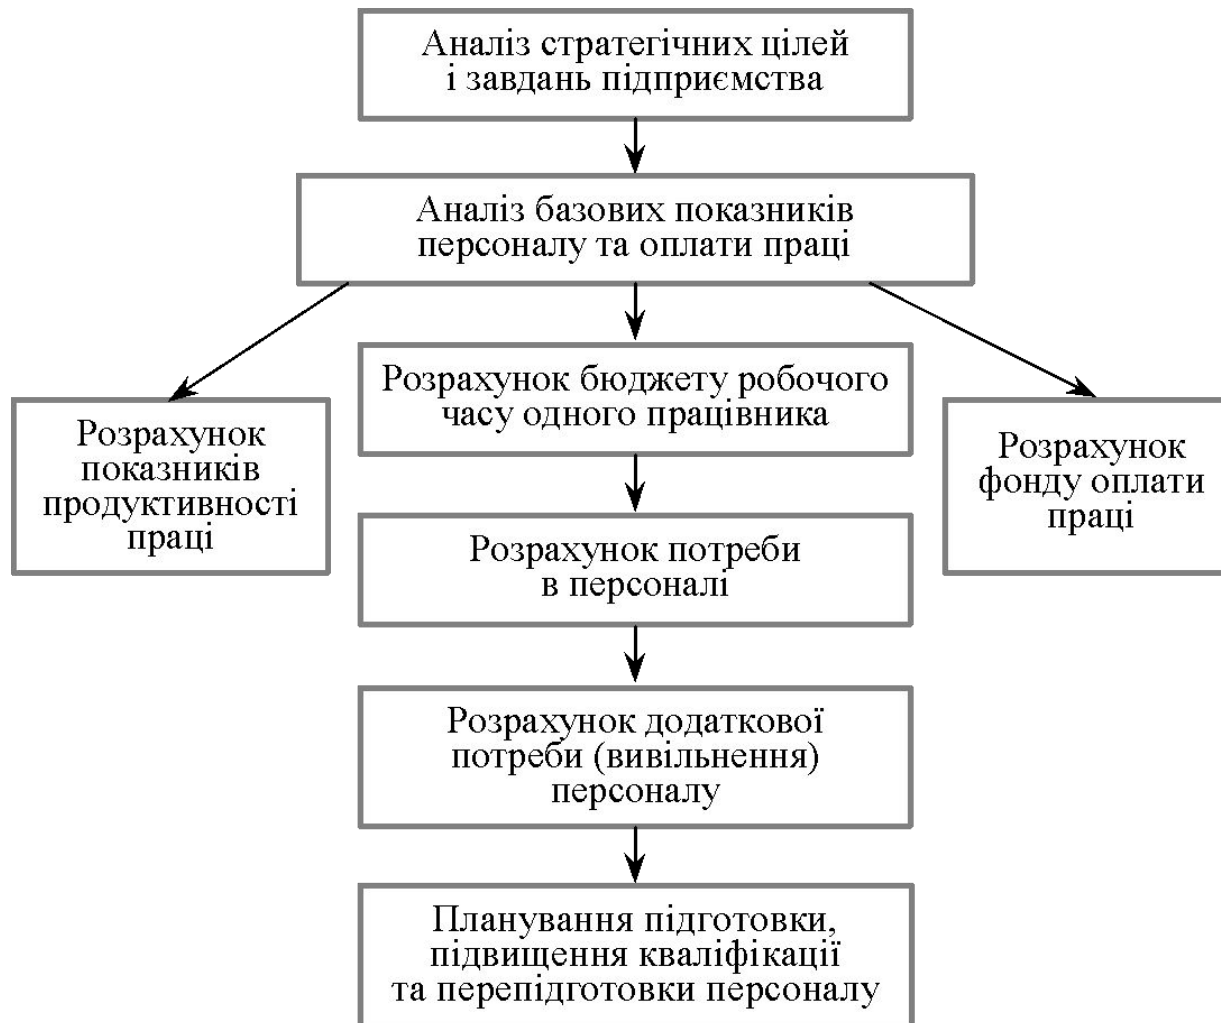 Аналіз стратегічних цілей
і завдань підприємства
Аналіз базових показників
персоналу та оплати праці
Розрахунок бюджету робочого
часу одного працівника
Розрахунок
показників
продуктивності
праці
Розрахунок
фонду оплати
праці
Розрахунок потреби
в персоналі
Розрахунок додаткової
потреби (вивільнення)
персоналу
Планування підготовки,
підвищення кваліфікації
та перепідготовки персоналу